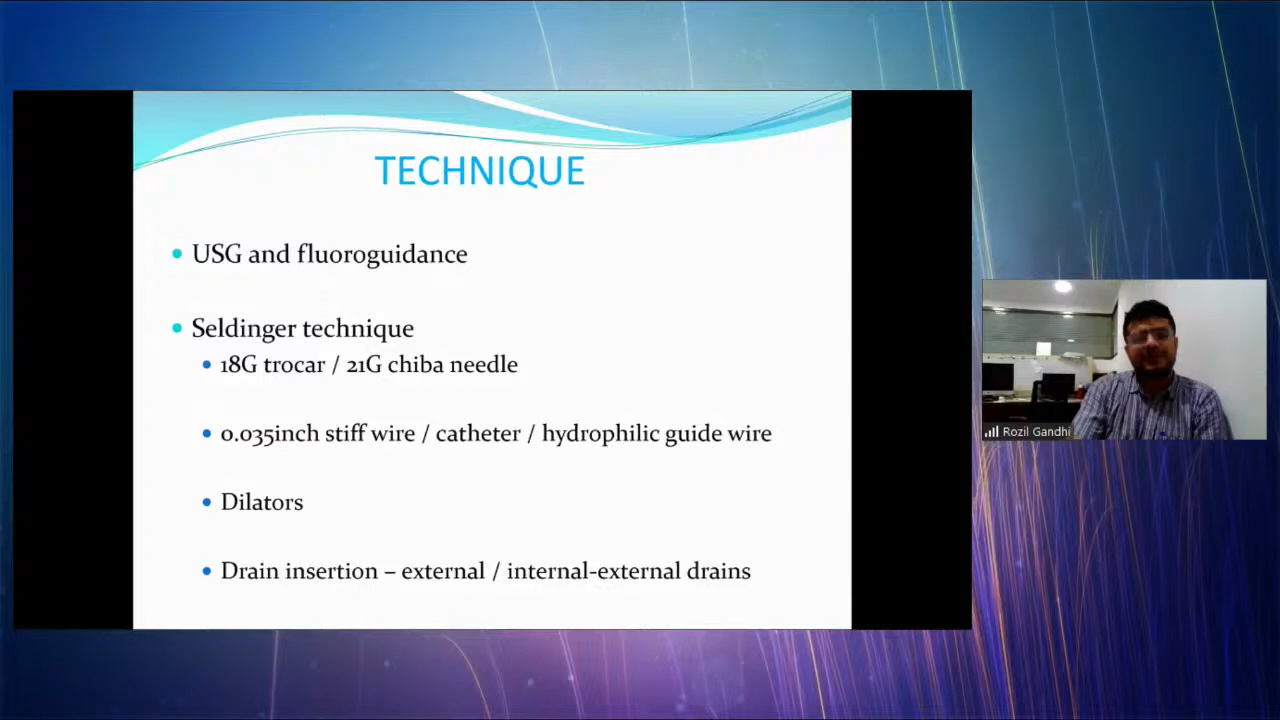 TECHNIQUE
• USG and fluoroguidance
• Seldinger technique
• 18G trocar / 21G chiba needle
• 0.035inch stiff wire / catheter / hydrophilic guide wire
• Dilators
• Drain insertion – external / internal-external drains
Rozil Gandhi